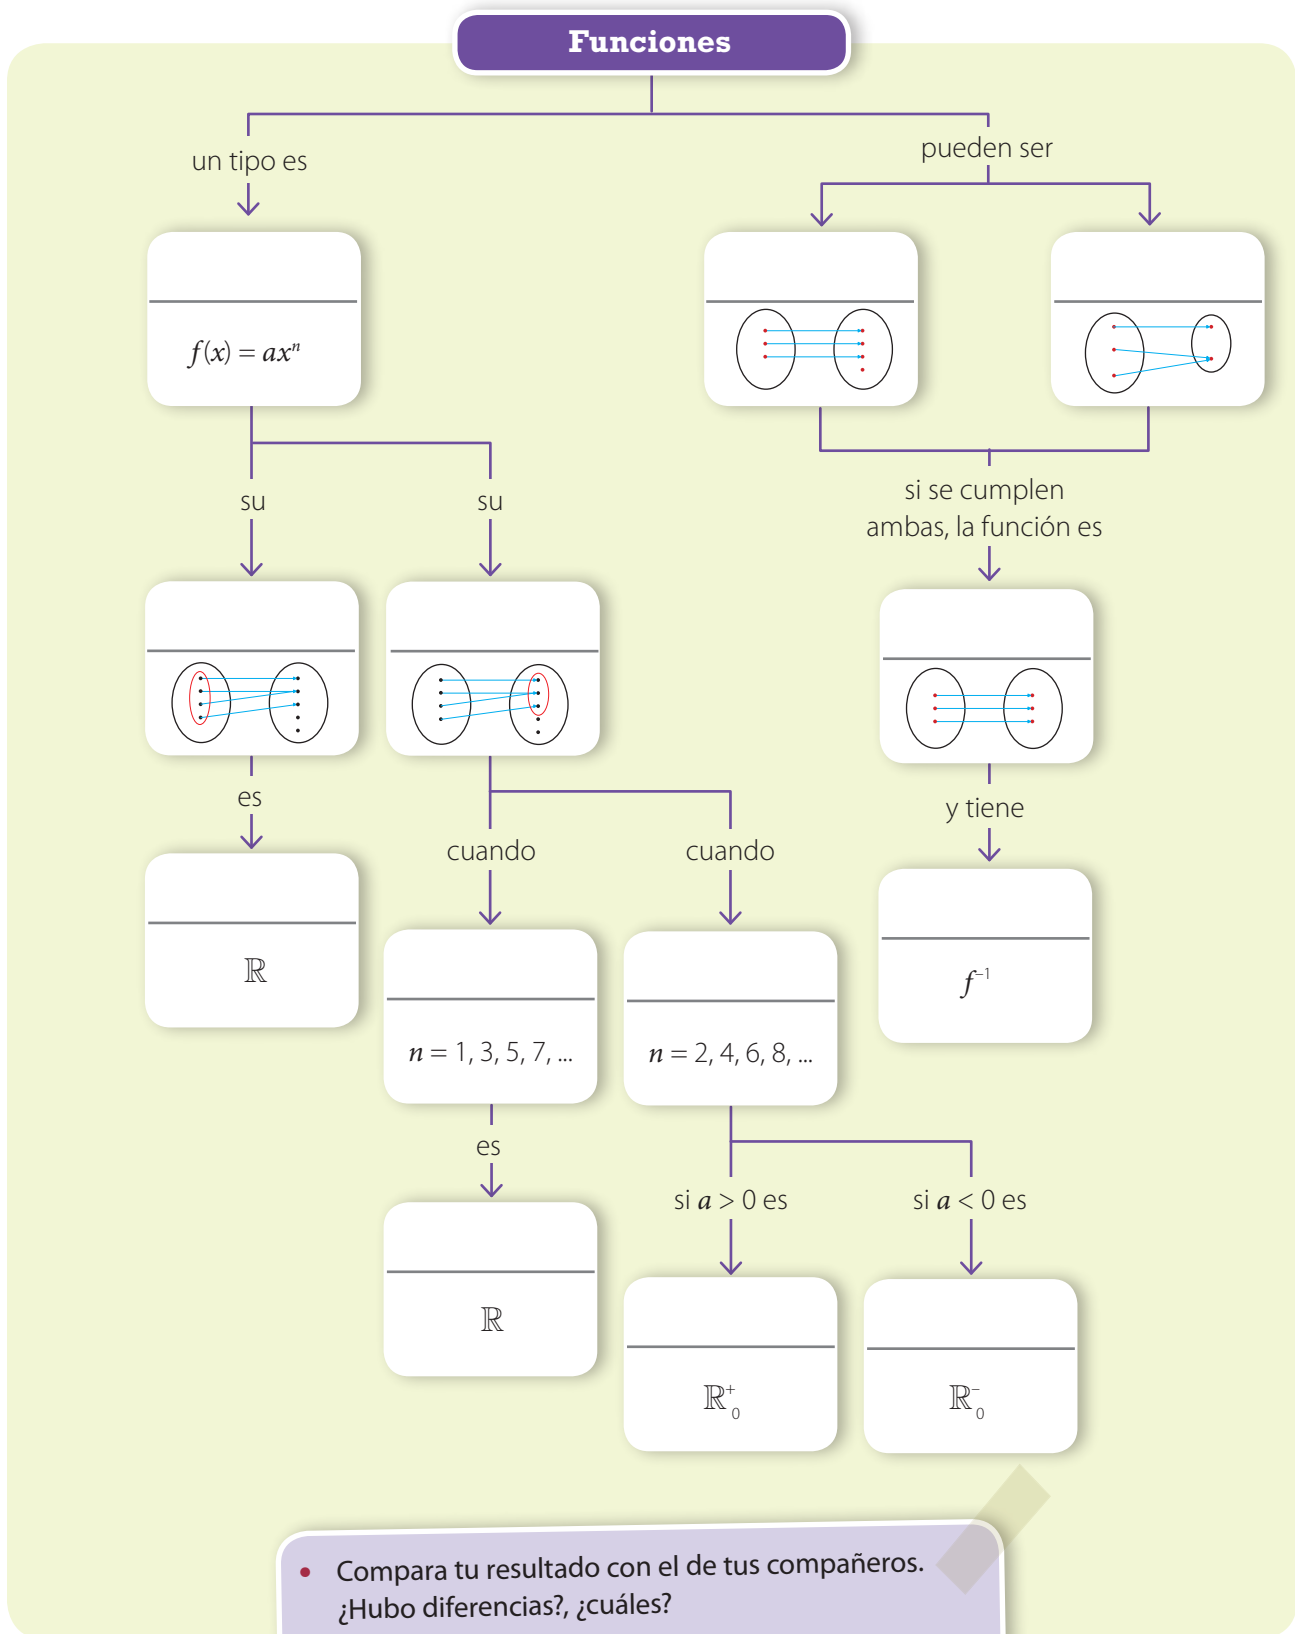 Funciones
un tipo es
pueden ser
f(x) = axⁿ
su
su
si se cumplen
ambas, la función es
es
cuando
cuando
y tiene
ℝ
n = 1, 3, 5, 7, ...
n = 2, 4, 6, 8, ...
f⁻¹
es
si a > 0 es
si a < 0 es
ℝ
ℝ⁺₀
ℝ⁻₀
• Compara tu resultado con el de tus compañeros.
¿Hubo diferencias?, ¿cuáles?